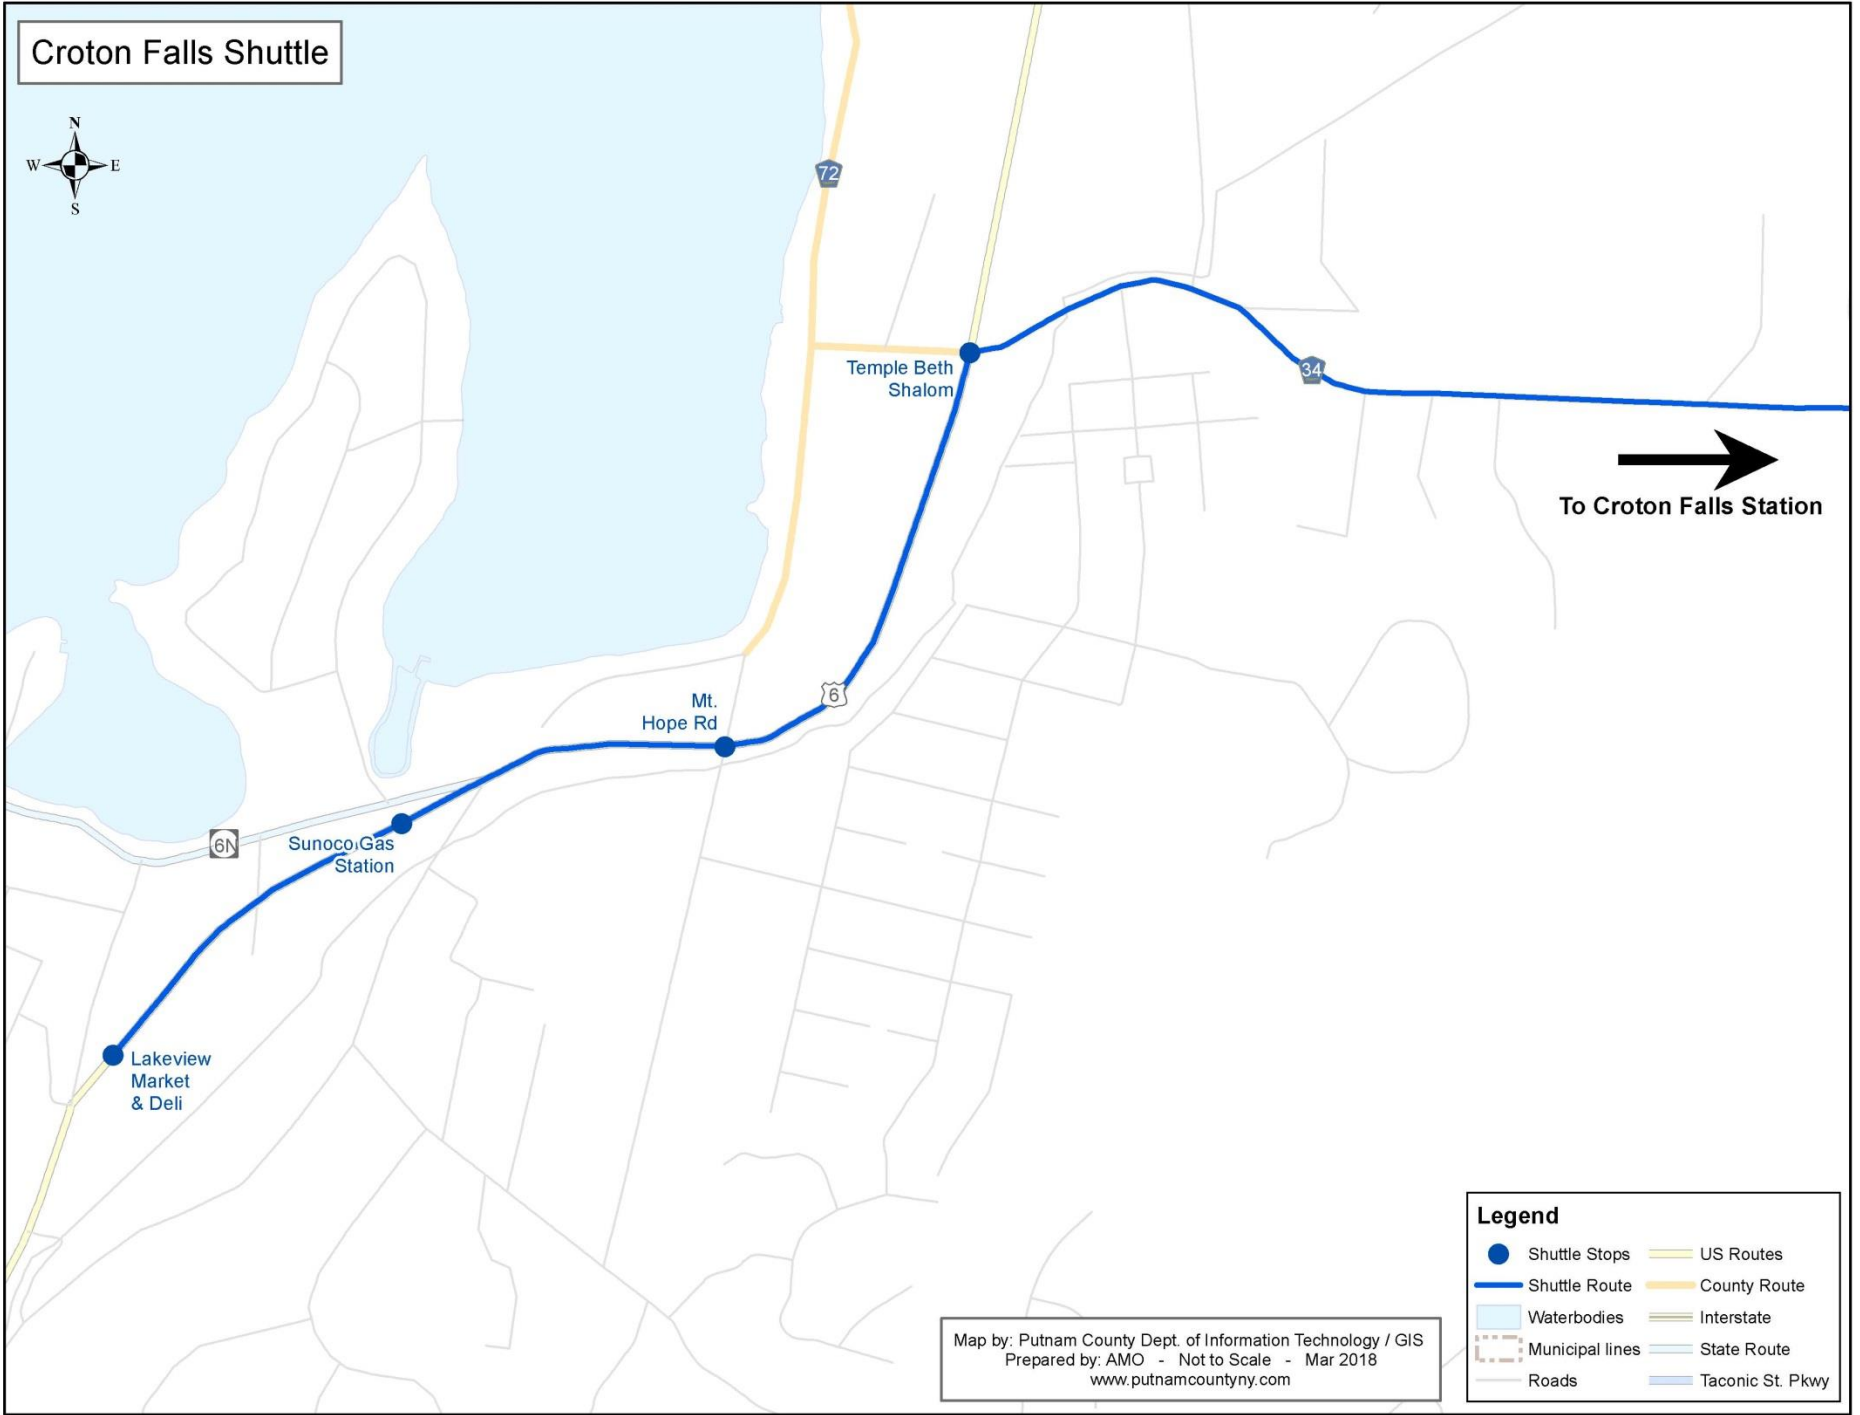 Croton Falls Shuttle
N
W E
S
72
Temple Beth
Shalom
34
To Croton Falls Station
Mt.
Hope Rd
6
6N
Sunoco Gas
Station
Lakeview
Market
& Deli
Legend
Shuttle Stops US Routes
Shuttle Route County Route
Waterbodies Interstate
Municipal lines State Route
Roads Taconic St. Pkwy
Map by: Putnam County Dept. of Information Technology / GIS
Prepared by: AMO - Not to Scale - Mar 2018
www.putnamcountyny.com